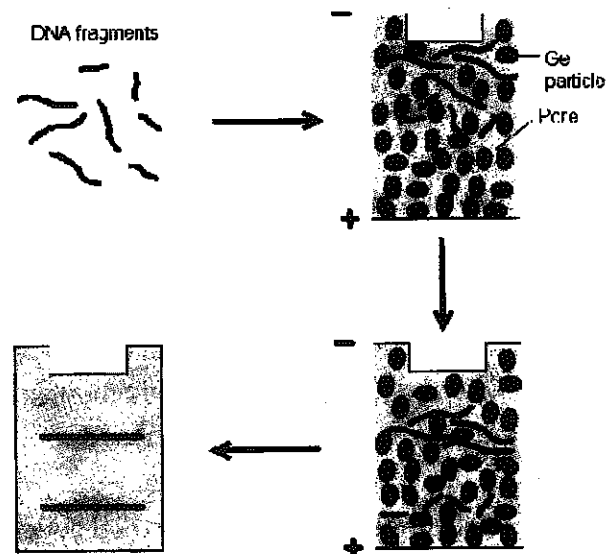 DNA fragments
−
Ge
particle
Pore
+
−
+